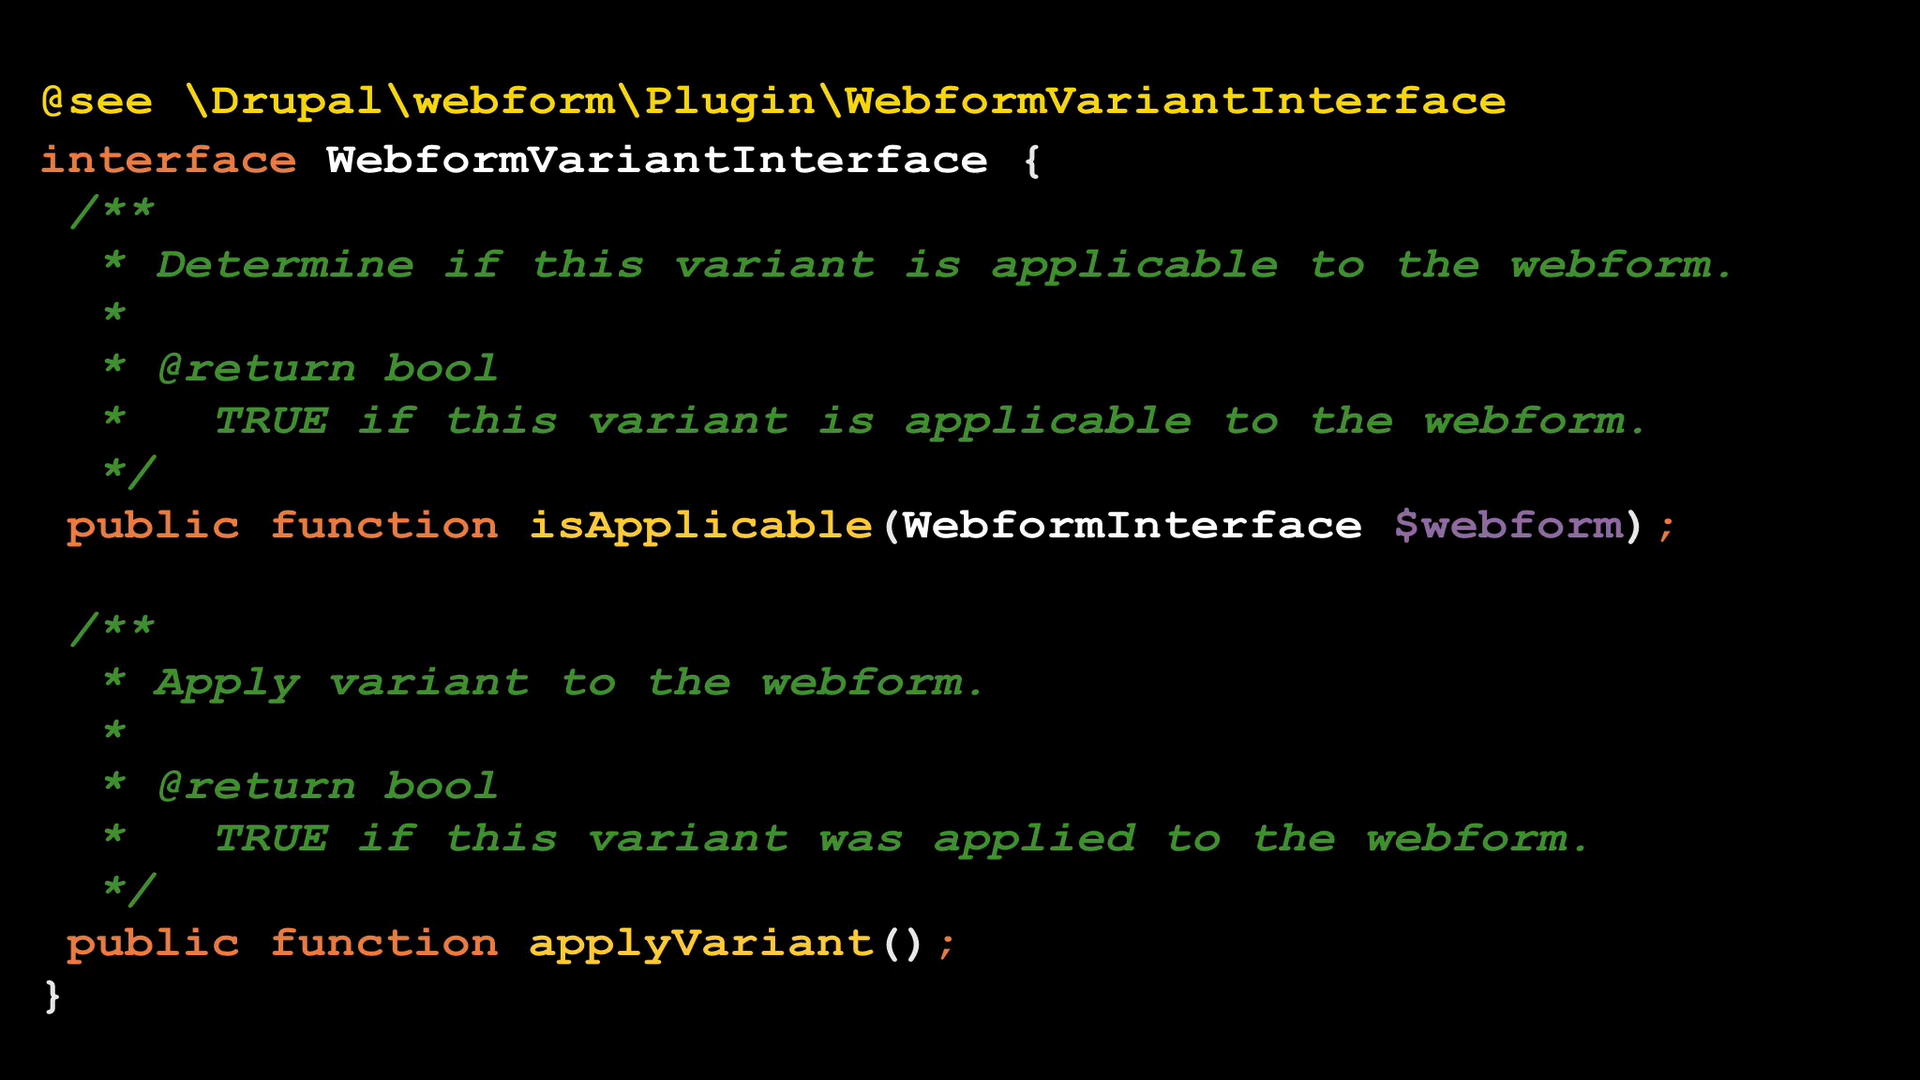 @see \Drupal\webform\Plugin\WebformVariantInterface
interface WebformVariantInterface {
/**
* Determine if this variant is applicable to the webform.
*
* @return bool
*   TRUE if this variant is applicable to the webform.
*/
public function isApplicable(WebformInterface $webform);
/**
* Apply variant to the webform.
*
* @return bool
*   TRUE if this variant was applied to the webform.
*/
public function applyVariant();
}